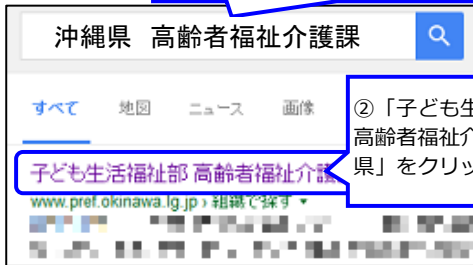 沖縄県　高齢者福祉介護課
すべて　地図　ニュース　画像
②「子ども生
高齢者福祉介
県」をクリッ
子ども生活福祉部 高齢者福祉介護
www.pref.okinawa.lg.jp › 組織で探す ▼